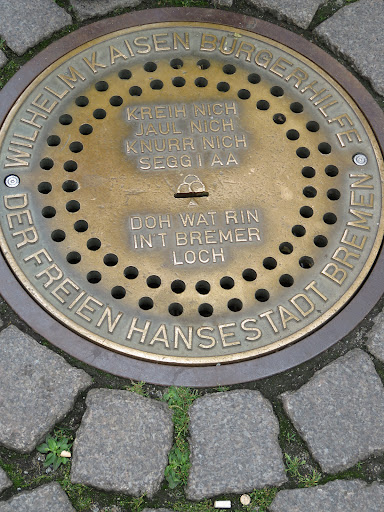 WILHELM KAISEN BÜRGERHILFE
KREIH NICH
JAUL NICH
KNURR NICH
SEGG I AA
DOH WAT RIN
IN'T BREMER
LOCH
DER FREIEN HANSESTADT BREMEN